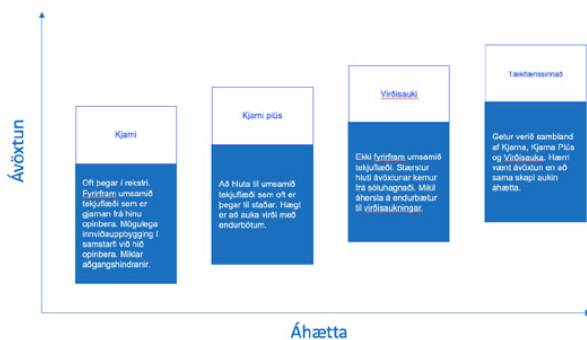 Ávöxtun
Kjarni
Oft þegar í rekstri.
Fyrirfram umsamið
tekjuflæði sem er
gjarnan frá hinu
opinbera. Mögulega
innviðauppbygging í
samstarfi við hið
opinbera. Miklar
aðgangshindranir.
Kjarni plús
Að hluta til umsamið
tekjuflæði sem oft er
þegar til staðar. Hægt
er að auka virði með
endurbótum.
Virðisauki
Ekki fyrirfram umsamið
tekjuflæði. Stærstur
hluti ávöxtunar kemur
frá söluhagnaði. Mikil
áhersla á endurbætur
til virðisaukningar.
Tækifærissinnað
Getur verið sambland
af Kjarna, Kjarna Plús
og Virðisauka. Hærri
vænt ávöxtun en að
sama skapi aukin
áhætta.
Áhætta